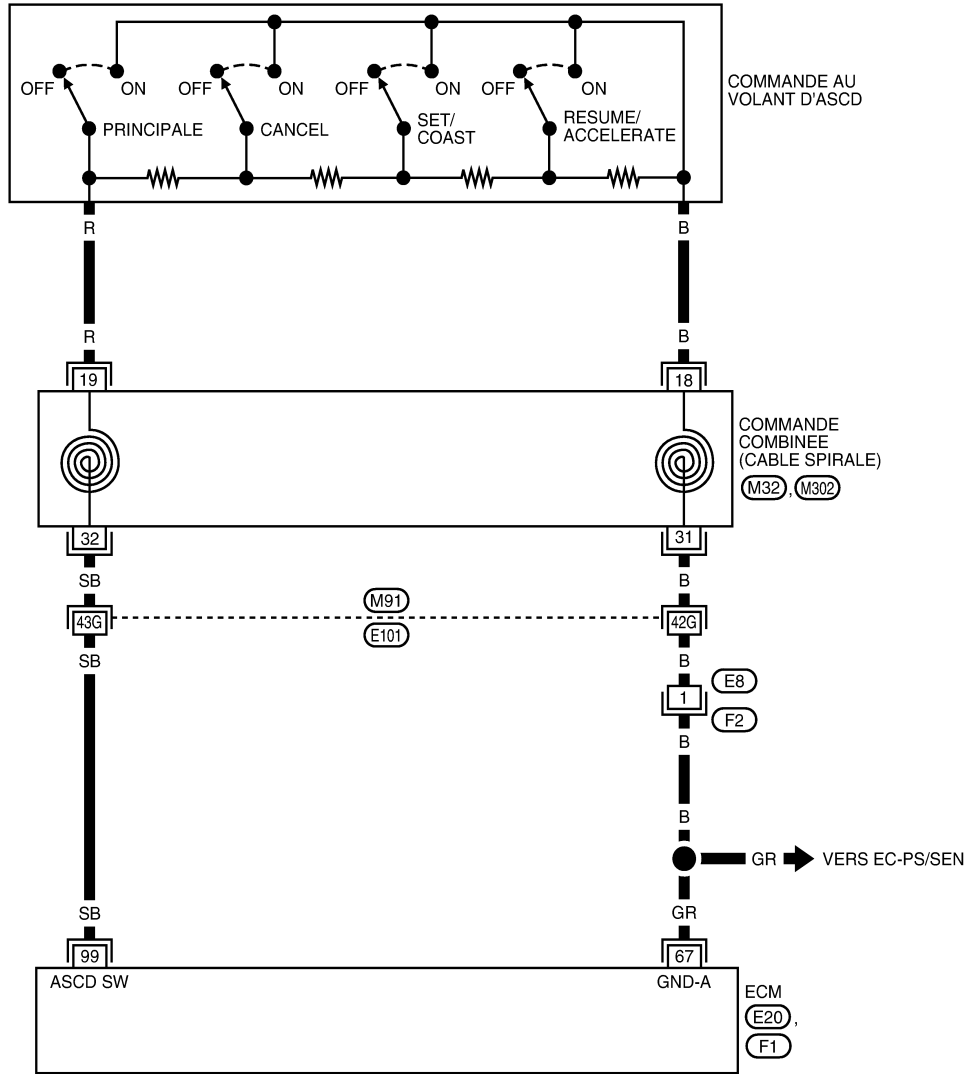 OFF ON OFF ON OFF ON OFF ON
COMMANDE AU
VOLANT D'ASCD
PRINCIPALE
CANCEL
SET/
COAST
RESUME/
ACCELERATE
R B
R B
19 18
COMMANDE
COMBINEE
(CABLE SPIRALE)
M32 , M302
32 31
SB B
M91
43G 42G
E101
SB B
E8
1
F2
B
B
GR VERS EC-PS/SEN
SB GR
99 67
ASCD SW GND-A
ECM
E20 ,
F1